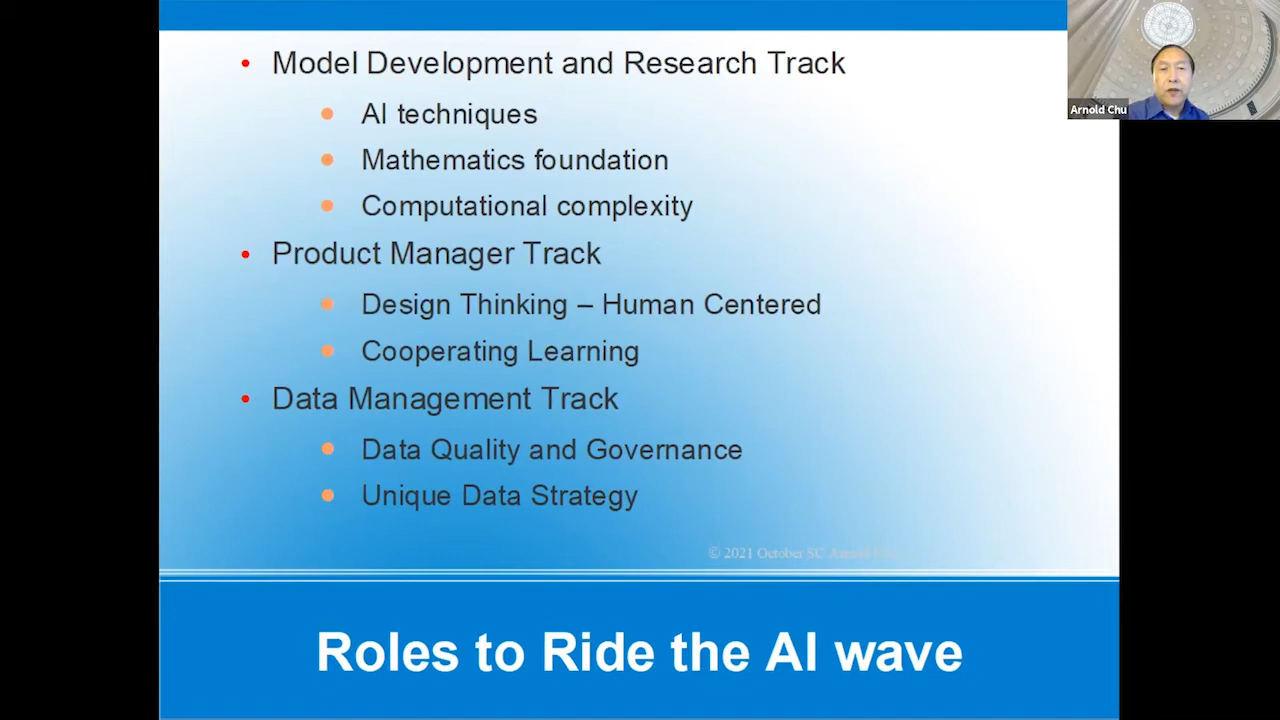 Model Development and Research Track
AI techniques
Mathematics foundation
Computational complexity
Product Manager Track
Design Thinking – Human Centered
Cooperating Learning
Data Management Track
Data Quality and Governance
Unique Data Strategy
© 2021 October SC
Roles to Ride the AI wave
Arnold Chu